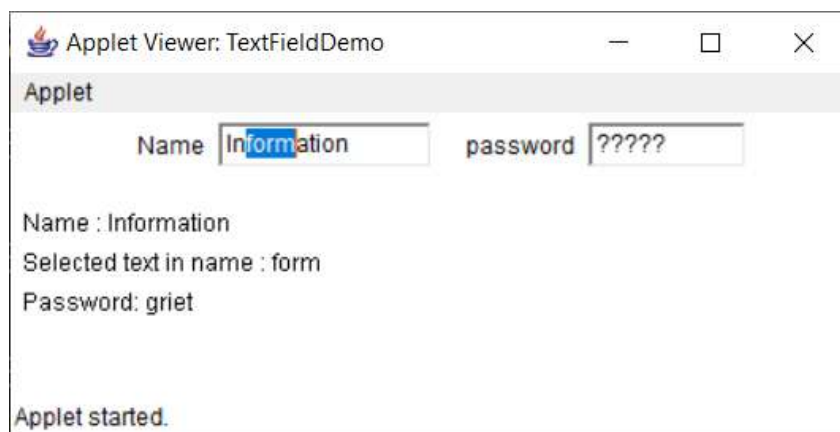 Applet Viewer: TextFieldDemo
Applet
Name Information password ?????
Name : Information
Selected text in name : form
Password: griet
Applet started.